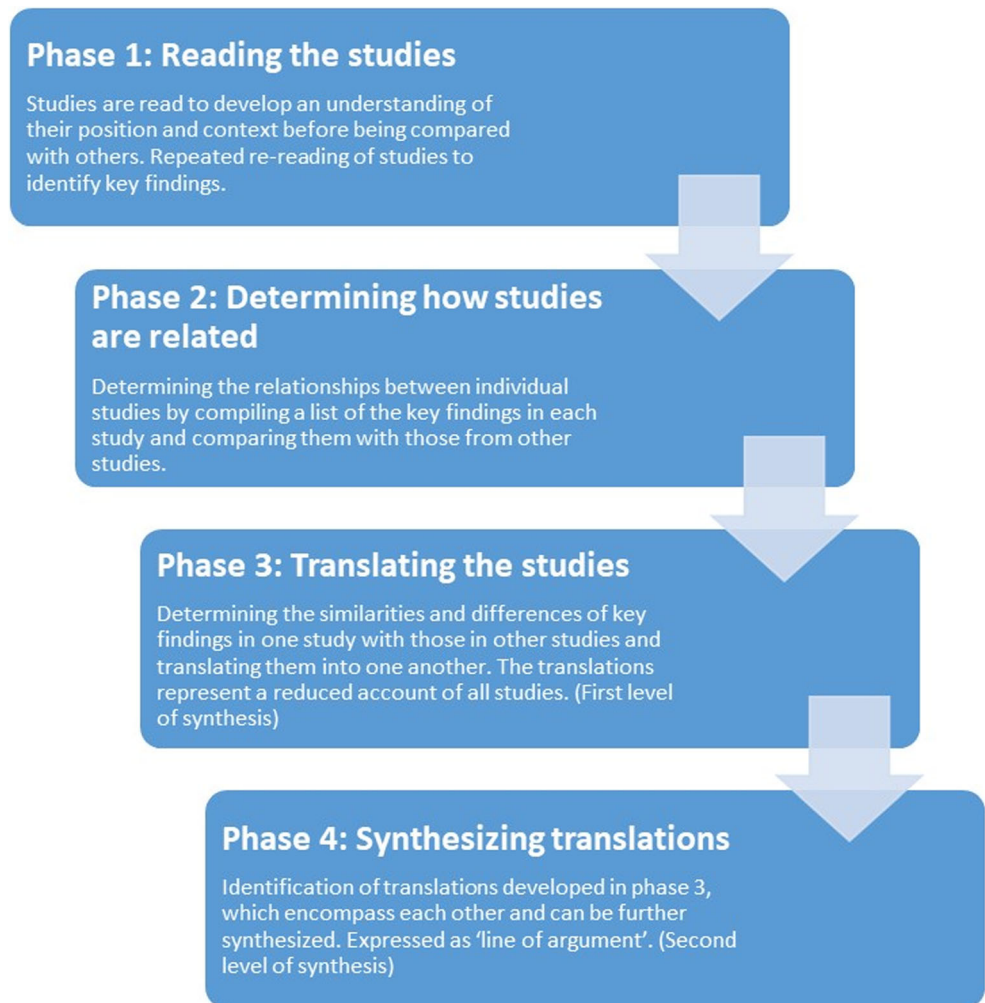 Phase 1: Reading the studies
Studies are read to develop an understanding of
their position and context before being compared
with others. Repeated re-reading of studies to
identify key findings.
Phase 2: Determining how studies
are related
Determining the relationships between individual
studies by compiling a list of the key findings in each
study and comparing them with those from other
studies.
Phase 3: Translating the studies
Determining the similarities and differences of key
findings in one study with those in other studies and
translating them into one another. The translations
represent a reduced account of all studies. (First level
of synthesis)
Phase 4: Synthesizing translations
Identification of translations developed in phase 3,
which encompass each other and can be further
synthesized. Expressed as ‘line of argument’. (Second
level of synthesis)